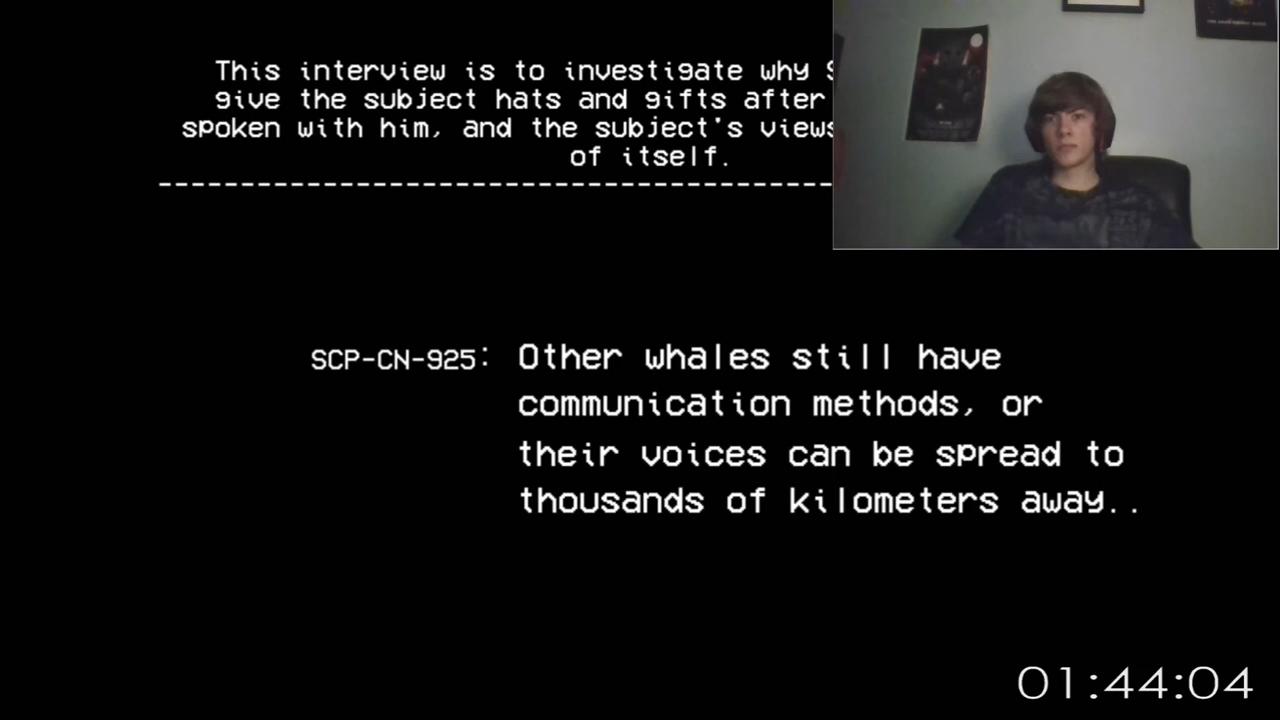 This interview is to investigate why
give the subject hats and gifts after
spoken with him, and the subject's views
of itself.
SCP-CN-925: Other whales still have
communication methods, or
their voices can be spread to
thousands of kilometers away..
01:44:04